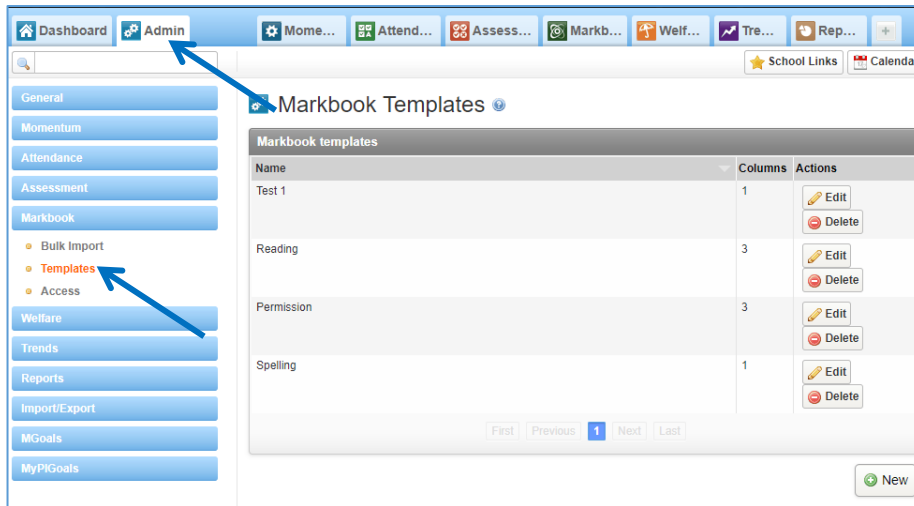 Dashboard Admin Mome... Attend... Assess... Markb... Welf... Tre... Rep...
School Links Calenda
General
Momentum
Attendance
Assessment
Markbook
Bulk Import
Templates
Access
Welfare
Trends
Reports
Import/Export
MGoals
MyPIGoals
Markbook Templates
Markbook templates
Name Columns Actions
Test 1 1 Edit
Delete
Reading 3 Edit
Delete
Permission 3 Edit
Delete
Spelling 1 Edit
Delete
First Previous 1 Next Last
New